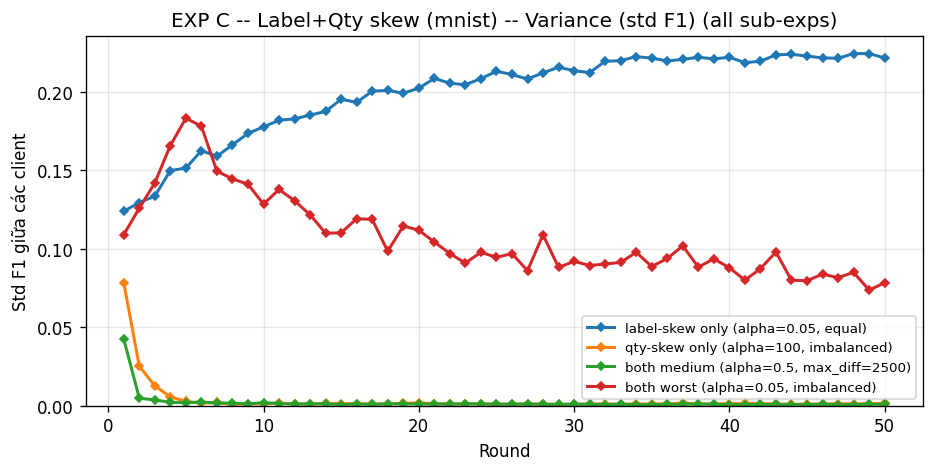 EXP C -- Label+Qty skew (mnist) -- Variance (std F1) (all sub-exps)
Std F1 giữa các client
0.20
0.15
0.10
0.05
0.00
0
10
20
30
40
50
Round
label-skew only (alpha=0.05, equal)
qty-skew only (alpha=100, imbalanced)
both medium (alpha=0.5, max_diff=2500)
both worst (alpha=0.05, imbalanced)